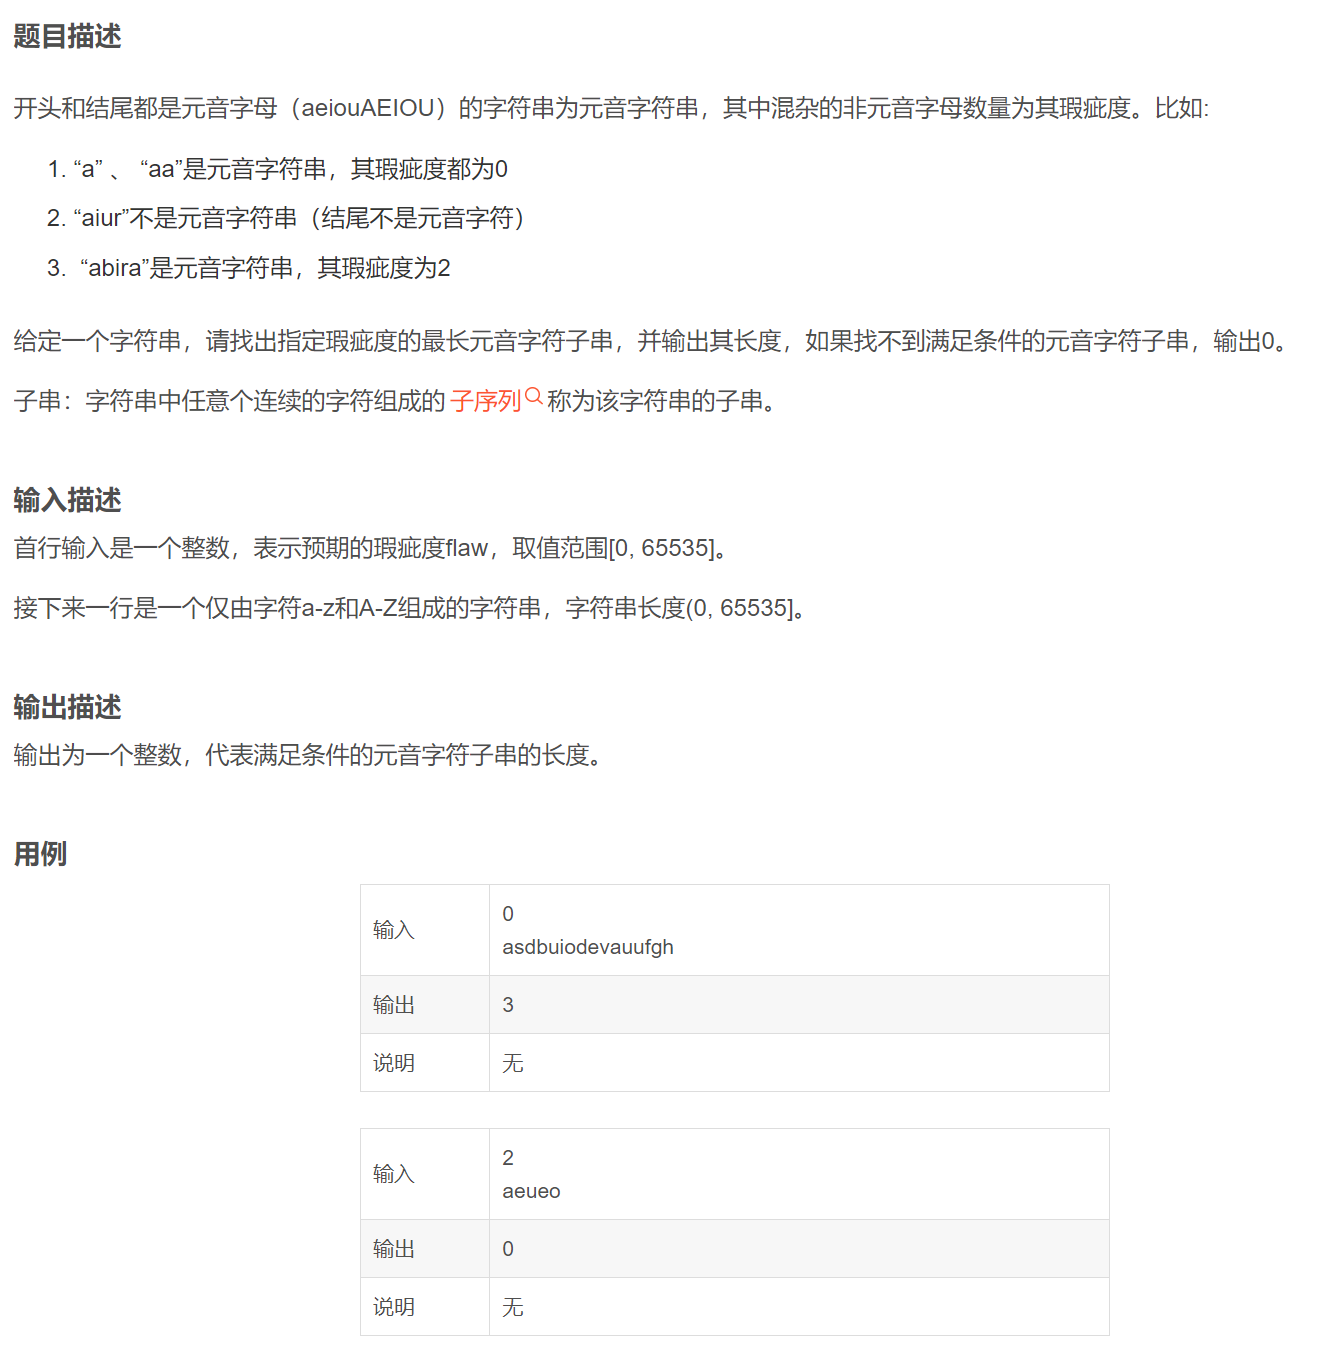 题目描述
开头和结尾都是元音字母（aeiouAEIOU）的字符串为元音字符串，其中混杂的非元音字母数量为其瑕疵度。比如:
1. “a” 、 “aa”是元音字符串，其瑕疵度都为0
2. “aiur”不是元音字符串（结尾不是元音字符）
3. “abira”是元音字符串，其瑕疵度为2
给定一个字符串，请找出指定瑕疵度的最长元音字符子串，并输出其长度，如果找不到满足条件的元音字符子串，输出0。
子串：字符串中任意个连续的字符组成的 子序列 称为该字符串的子串。
输入描述
首行输入是一个整数，表示预期的瑕疵度flaw，取值范围[0, 65535]。
接下来一行是一个仅由字符a-z和A-Z组成的字符串，字符串长度(0, 65535]。
输出描述
输出为一个整数，代表满足条件的元音字符子串的长度。
用例
输入
0
asdbuiodevauufgh
输出 3
说明 无
输入
2
aeueo
输出 0
说明 无